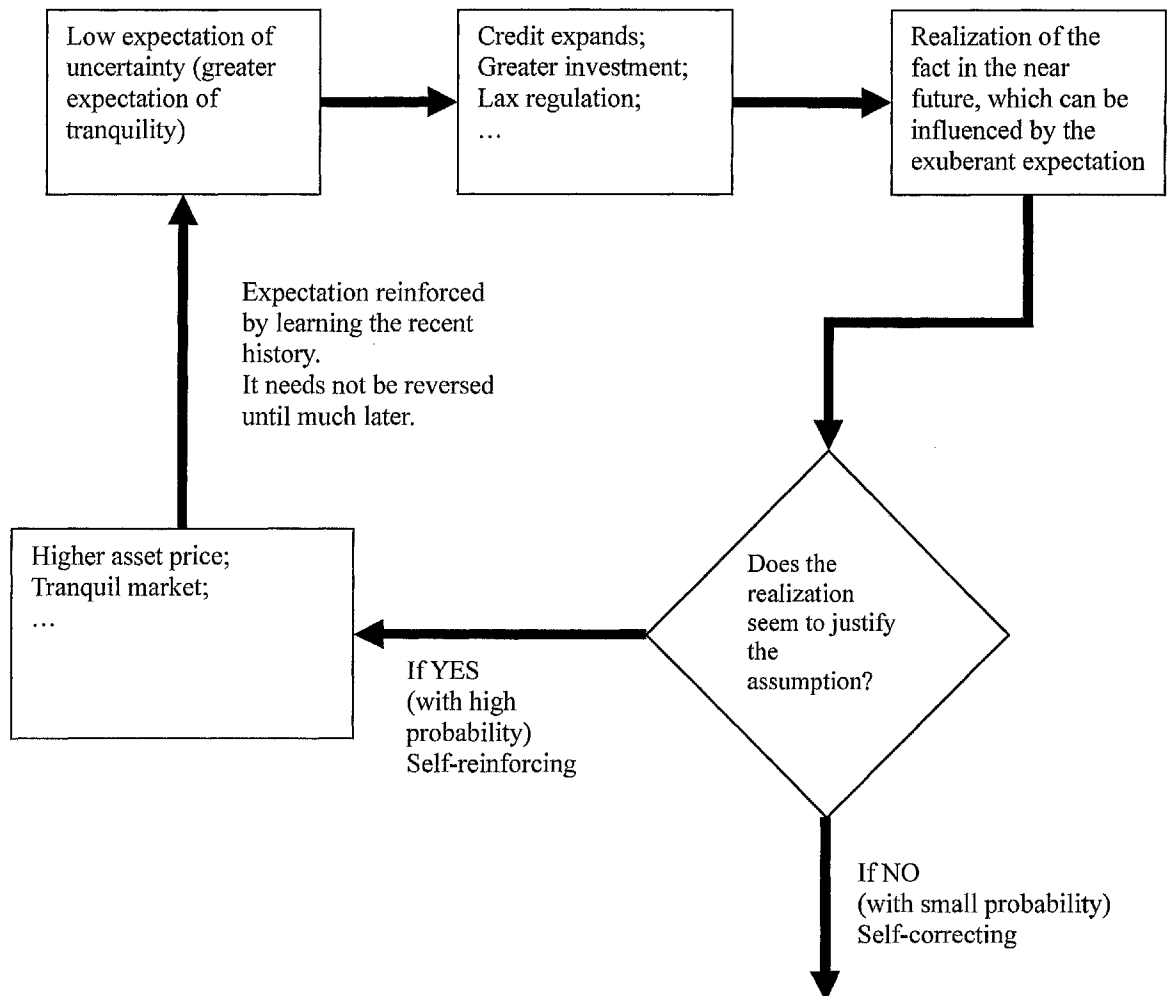 Low expectation of
uncertainty (greater
expectation of
tranquility)
Credit expands;
Greater investment;
Lax regulation;
…
Realization of the
fact in the near
future, which can be
influenced by the
exuberant expectation
Expectation reinforced
by learning the recent
history.
It needs not be reversed
until much later.
Higher asset price;
Tranquil market;
…
Does the
realization
seem to justify
the
assumption?
If YES
(with high
probability)
Self-reinforcing
If NO
(with small probability)
Self-correcting